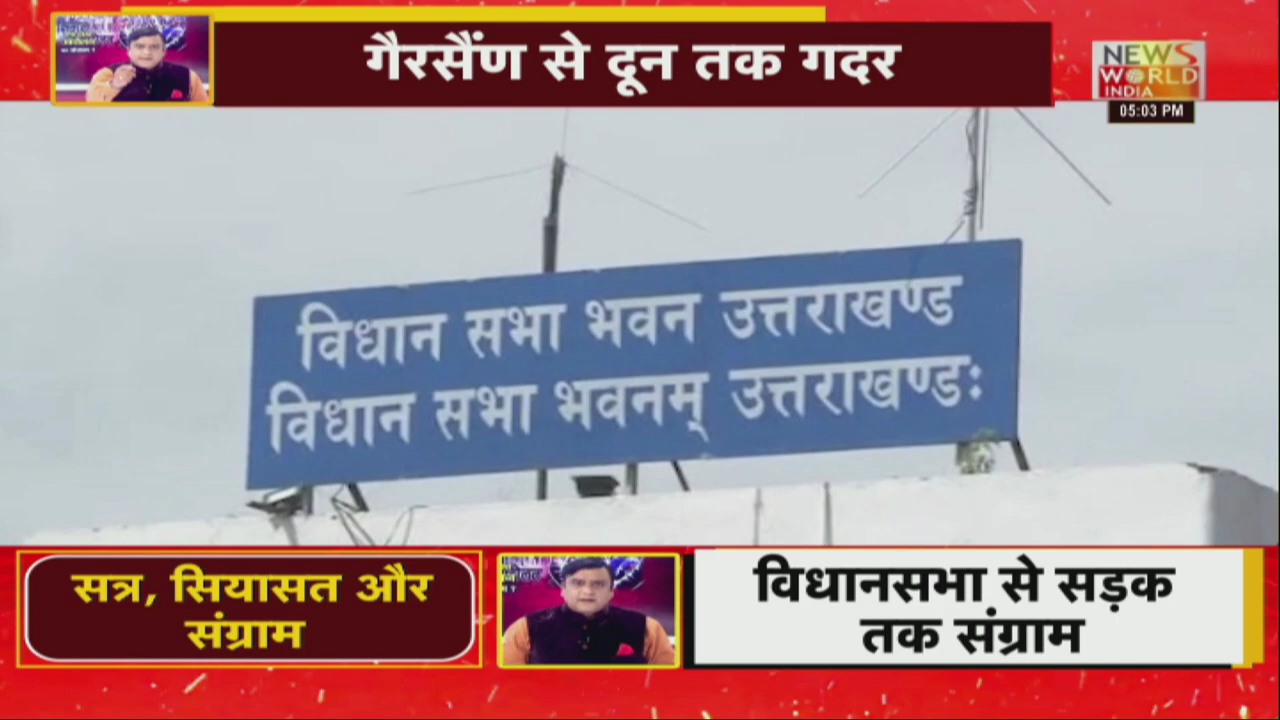 गैरसैंण से दून तक गदर
NEWS
WORLD
INDIA
05:03 PM
विधान सभा भवन उत्तराखण्ड
विधान सभा भवनम् उत्तराखण्डः
सत्र, सियासत और
संग्राम
विधानसभा से सड़क
तक संग्राम